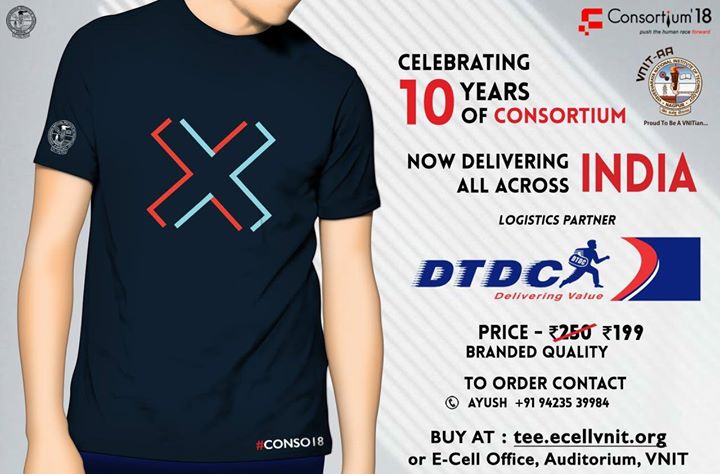 Consortium'18
push the human race forward
CELEBRATING
10 YEARS
OF CONSORTIUM
VNIT-AA
NAGPUR
Proud To Be A VNITian...
NOW DELIVERING
ALL ACROSS INDIA
LOGISTICS PARTNER
DTDC
DTDC
Delivering Value
PRICE - ₹250 ₹199
BRANDED QUALITY
TO ORDER CONTACT
AYUSH +91 94235 39984
#CONSO18
BUY AT : tee.ecellvnit.org
or E-Cell Office, Auditorium, VNIT